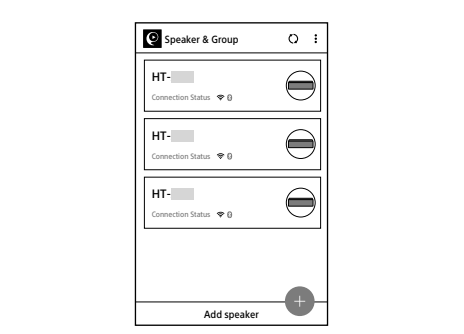 Speaker & Group
HT-
Connection Status
HT-
Connection Status
HT-
Connection Status
Add speaker